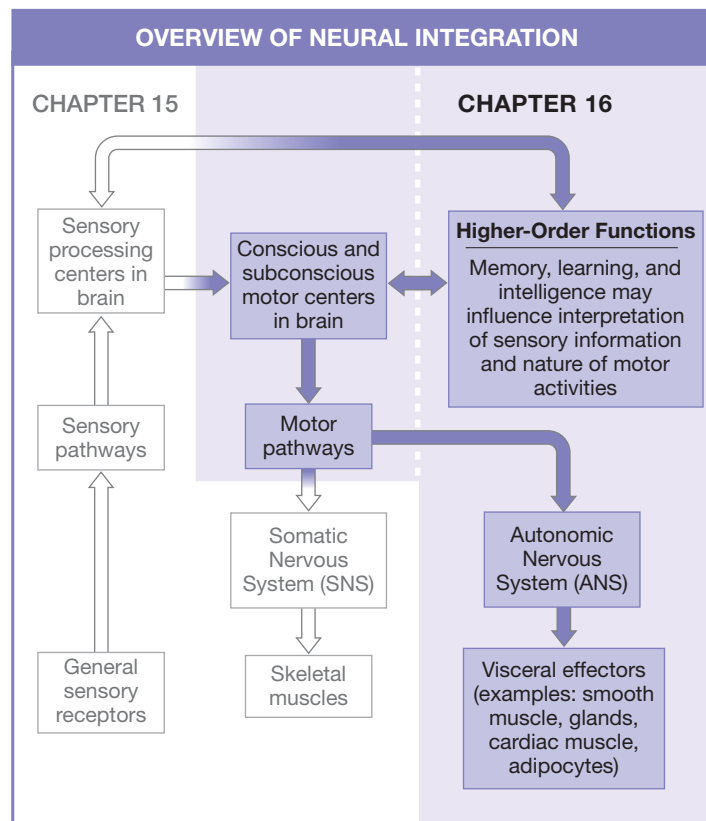 OVERVIEW OF NEURAL INTEGRATION
CHAPTER 15
CHAPTER 16
Sensory
processing
centers in
brain
Conscious and
subconscious
motor centers
in brain
Higher-Order Functions
Memory, learning, and
intelligence may
influence interpretation
of sensory information
and nature of motor
activities
Sensory
pathways
Motor
pathways
Somatic
Nervous
System (SNS)
Autonomic
Nervous
System (ANS)
General
sensory
receptors
Skeletal
muscles
Visceral effectors
(examples: smooth
muscle, glands,
cardiac muscle,
adipocytes)